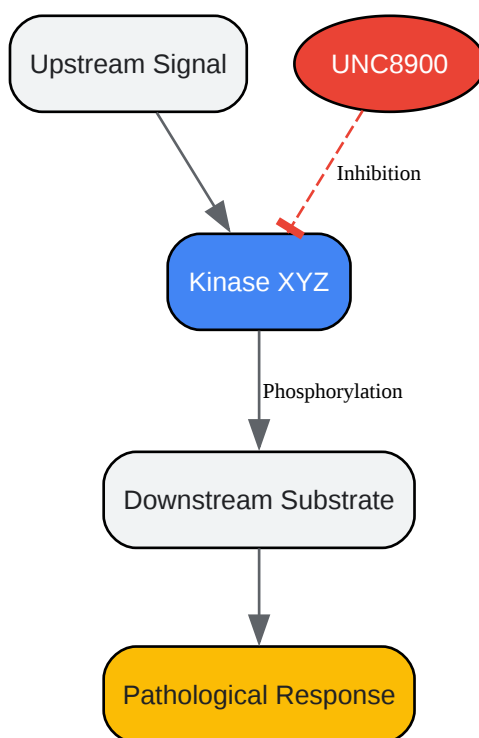 Upstream Signal
UNC8900
Inhibition
Kinase XYZ
Phosphorylation
Downstream Substrate
Pathological Response